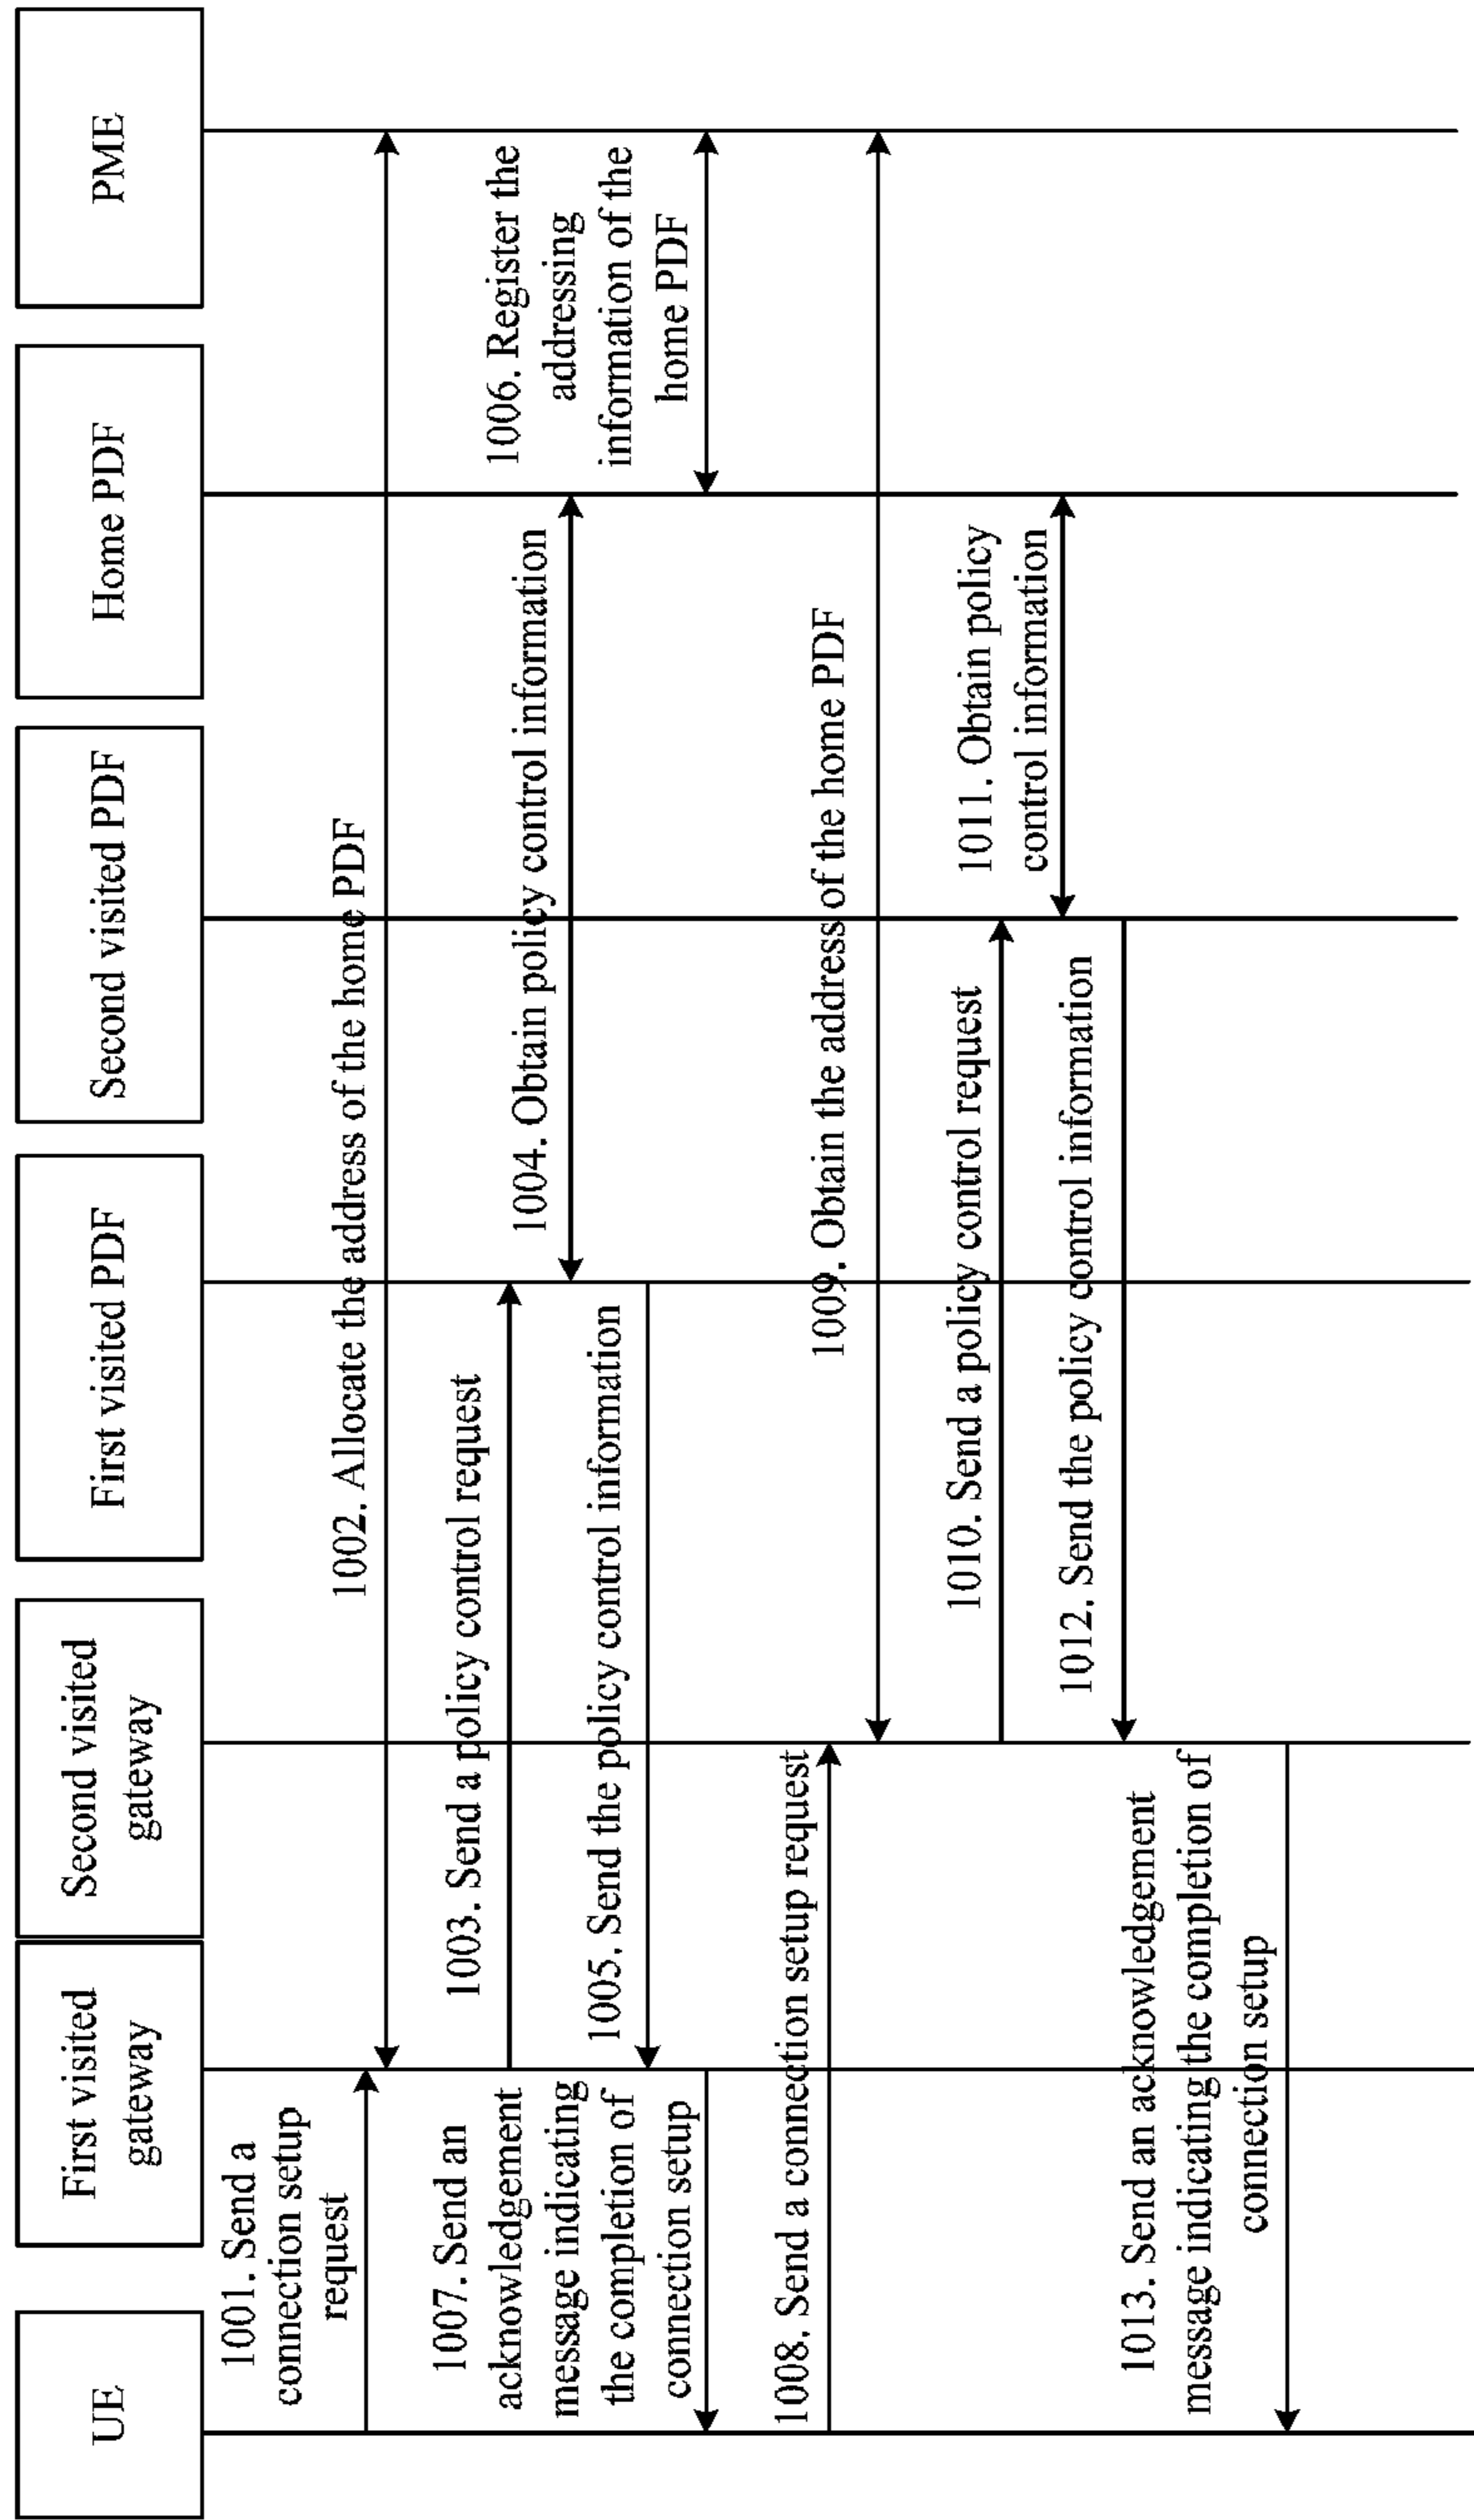 UE
First visited
gateway
Second visited
gateway
First visited PDF
Second visited PDF
Home PDF
PME
1001. Send a
connection setup
request
1002. Allocate the address of the home PDF
1003. Send a policy control request
1004. Obtain policy control information
1005. Send the policy control information
1006. Register the
addressing
information of the
home PDF
1007. Send an
acknowledgement
message indicating
the completion of
connection setup
1008. Send a connection setup request
1009. Obtain the address of the home PDF
1010. Send a policy control request
1011. Obtain policy
control information
1012. Send the policy control information
1013. Send an acknowledgement
message indicating the completion of
connection setup